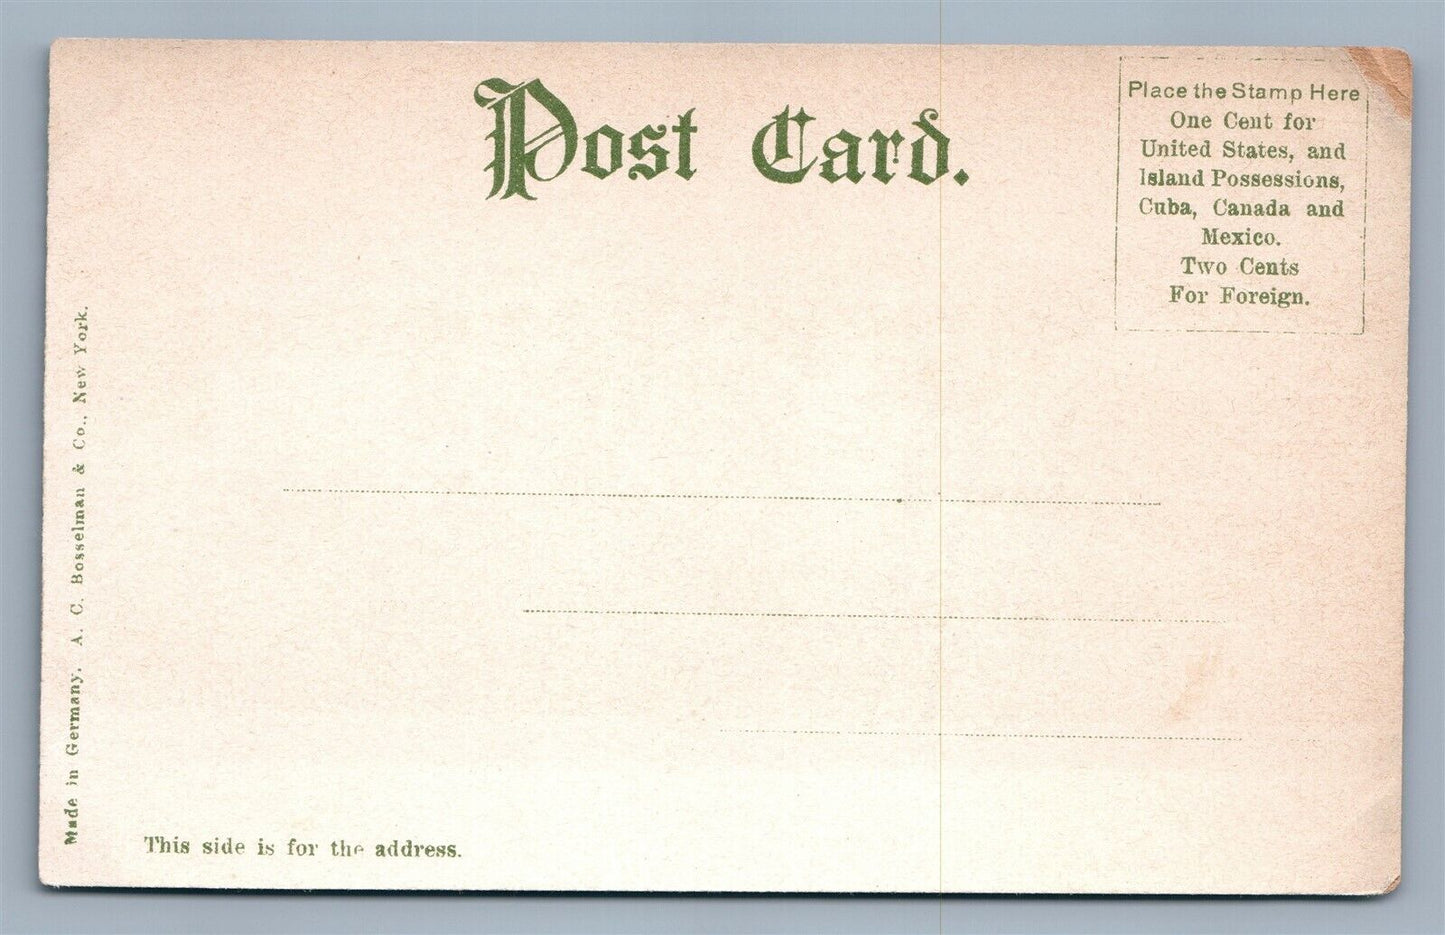 Post Card.
Place the Stamp Here
One Cent for
United States, and
Island Possessions,
Cuba, Canada and
Mexico.
Two Cents
For Foreign.
Made in Germany. A. C. Bosselman & Co., New York.
This side is for the address.